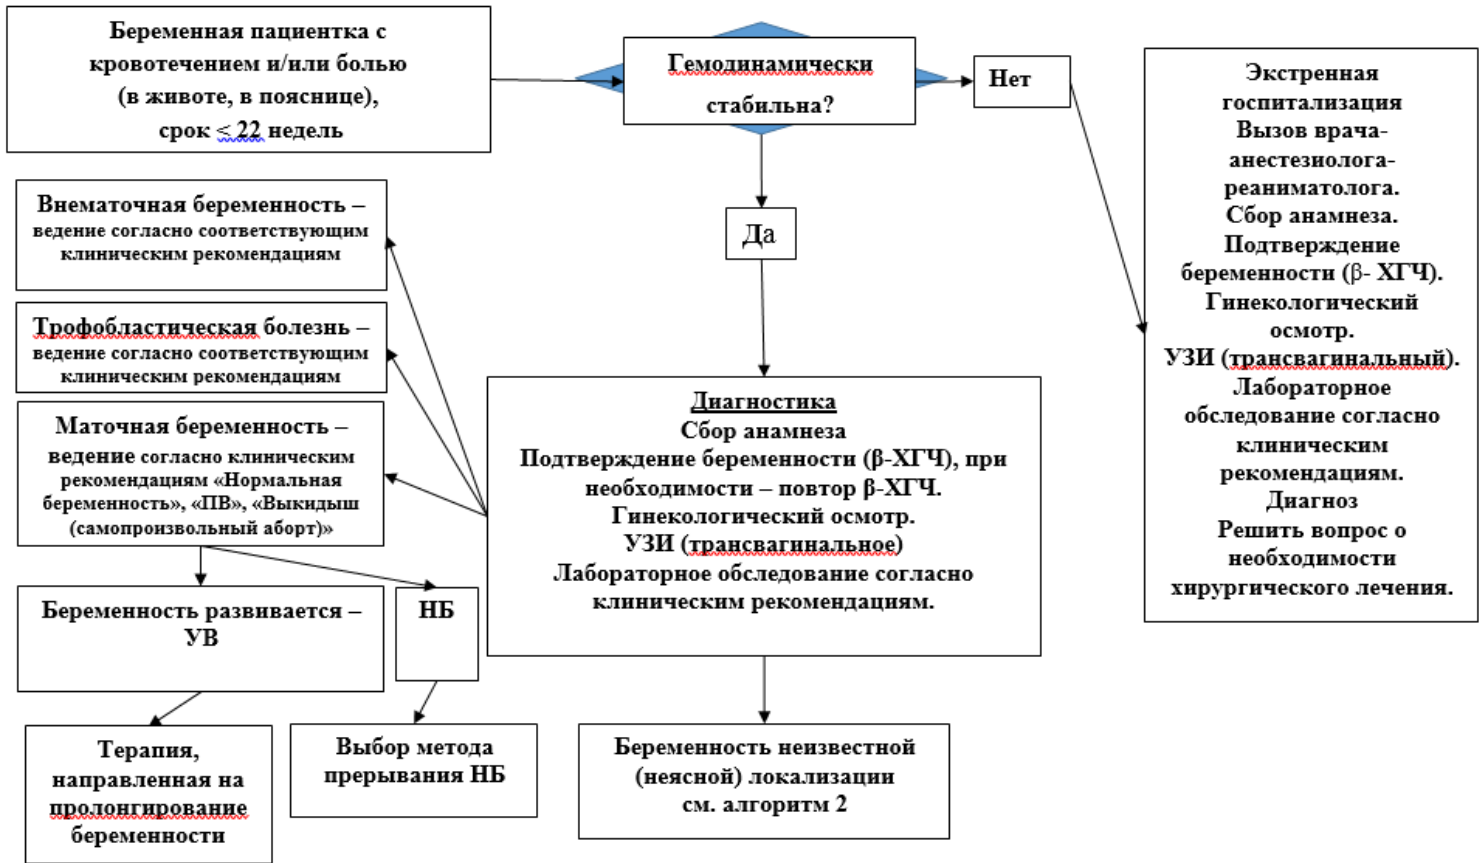 Беременная пациентка с
кровотечением и/или болью
(в животе, в пояснице),
срок < 22 недель
Гемодинамически
стабильна?
Нет
Экстренная
госпитализация
Вызов врача-
анестезиолога-
реаниматолога.
Сбор анамнеза.
Подтверждение
беременности (β- ХГЧ).
Гинекологический
осмотр.
УЗИ (трансвагинальный).
Лабораторное
обследование согласно
клиническим
рекомендациям.
Диагноз
Решить вопрос о
необходимости
хирургического лечения.
Да
Диагностика
Сбор анамнеза
Подтверждение беременности (β-ХГЧ), при
необходимости – повтор β-ХГЧ.
Гинекологический осмотр.
УЗИ (трансвагинальное)
Лабораторное обследование согласно
клиническим рекомендациям.
Внематочная беременность –
ведение согласно соответствующим
клиническим рекомендациям
Трофобластическая болезнь –
ведение согласно соответствующим
клиническим рекомендациям
Маточная беременность –
ведение согласно клиническим
рекомендациям «Нормальная
беременность», «ПВ», «Выкидыш
(самопроизвольный аборт)»
Беременность развивается –
УВ
НБ
Терапия,
направленная на
пролонгирование
беременности
Выбор метода
прерывания НБ
Беременность неизвестной
(неясной) локализации
см. алгоритм 2